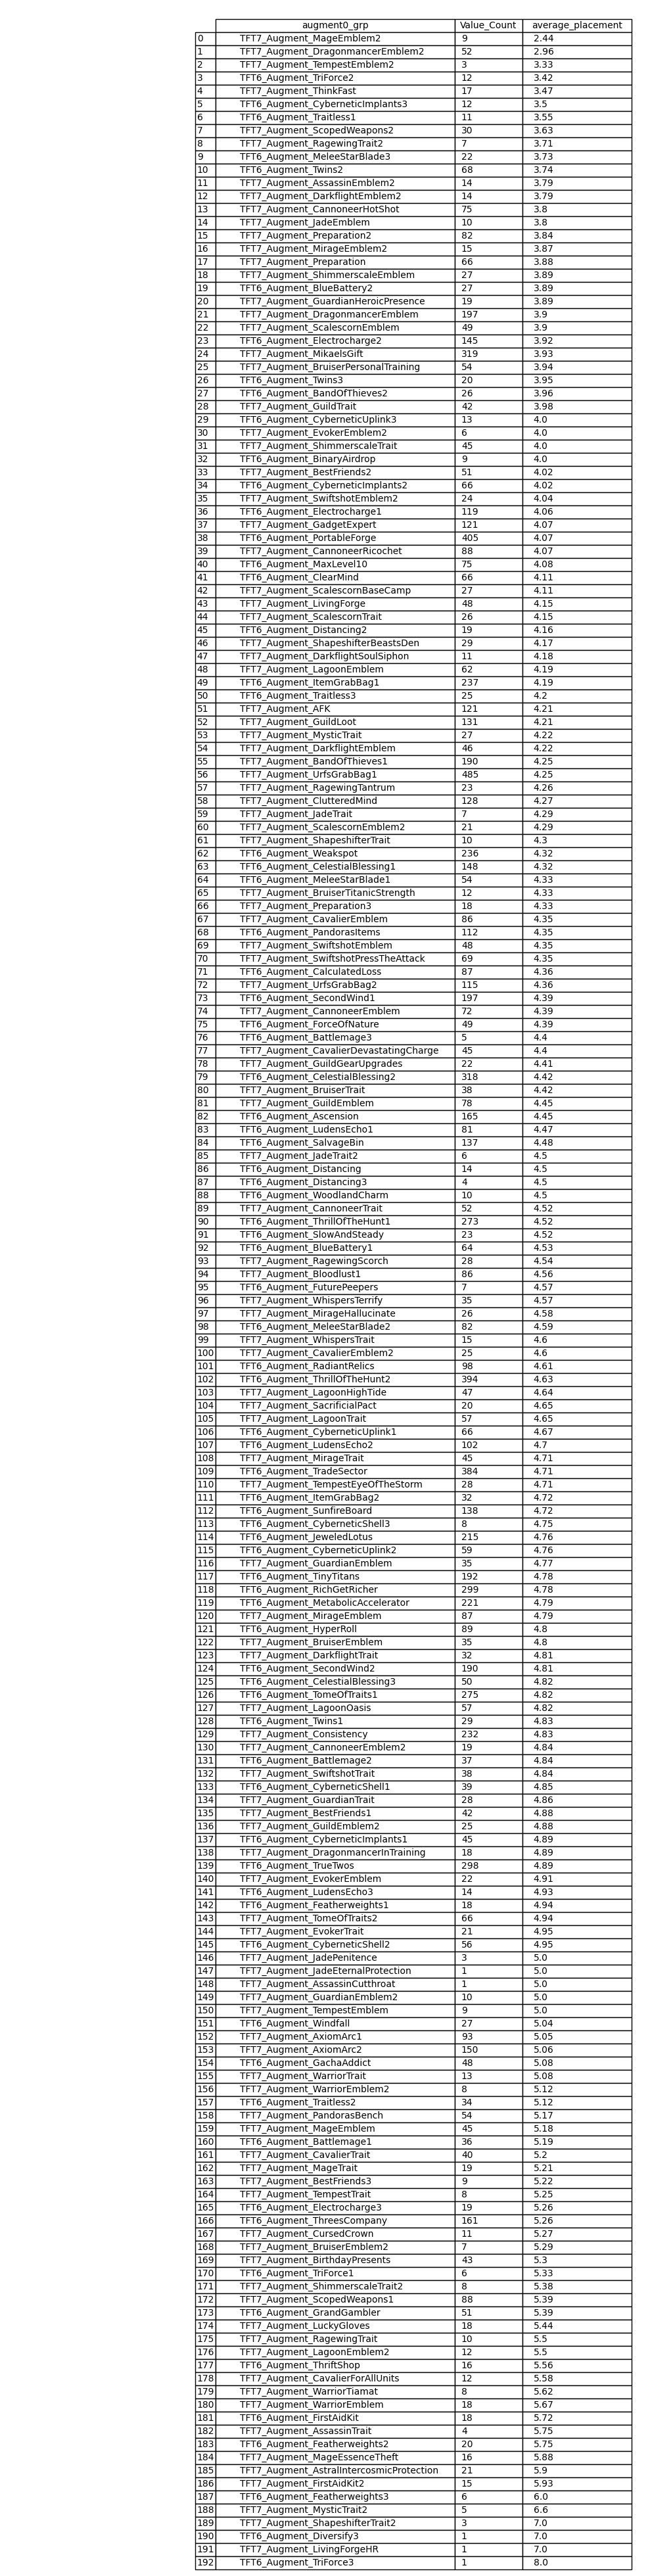 augment0_grp Value_Count average_placement
0 TFT7_Augment_MageEmblem2 9 2.44
1 TFT7_Augment_DragonmancerEmblem2 52 2.96
2 TFT7_Augment_TempestEmblem2 3 3.33
3 TFT6_Augment_TriForce2 12 3.42
4 TFT7_Augment_ThinkFast 17 3.47
5 TFT6_Augment_CyberneticImplants3 12 3.5
6 TFT6_Augment_Traitless1 11 3.55
7 TFT7_Augment_ScopedWeapons2 30 3.63
8 TFT7_Augment_RagewingTrait2 7 3.71
9 TFT6_Augment_MeleeStarBlade3 22 3.73
10 TFT6_Augment_Twins2 68 3.74
11 TFT7_Augment_AssassinEmblem2 14 3.79
12 TFT7_Augment_DarkflightEmblem2 14 3.79
13 TFT7_Augment_CannoneerHotShot 75 3.8
14 TFT7_Augment_JadeEmblem 10 3.8
15 TFT7_Augment_Preparation2 82 3.84
16 TFT7_Augment_MirageEmblem2 15 3.87
17 TFT7_Augment_Preparation 66 3.88
18 TFT7_Augment_ShimmerscaleEmblem 27 3.89
19 TFT6_Augment_BlueBattery2 27 3.89
20 TFT7_Augment_GuardianHeroicPresence 19 3.89
21 TFT7_Augment_DragonmancerEmblem 197 3.9
22 TFT7_Augment_ScalescornEmblem 49 3.9
23 TFT6_Augment_Electrocharge2 145 3.92
24 TFT7_Augment_MikaelsGift 319 3.93
25 TFT7_Augment_BruiserPersonalTraining 54 3.94
26 TFT6_Augment_Twins3 20 3.95
27 TFT6_Augment_BandOfThieves2 26 3.96
28 TFT7_Augment_GuildTrait 42 3.98
29 TFT6_Augment_CyberneticUplink3 13 4.0
30 TFT7_Augment_EvokerEmblem2 6 4.0
31 TFT7_Augment_ShimmerscaleTrait 45 4.0
32 TFT6_Augment_BinaryAirdrop 9 4.0
33 TFT7_Augment_BestFriends2 51 4.02
34 TFT6_Augment_CyberneticImplants2 66 4.02
35 TFT7_Augment_SwiftshotEmblem2 24 4.04
36 TFT6_Augment_Electrocharge1 119 4.06
37 TFT7_Augment_GadgetExpert 121 4.07
38 TFT6_Augment_PortableForge 405 4.07
39 TFT7_Augment_CannoneerRicochet 88 4.07
40 TFT7_Augment_MaxLevel10 75 4.08
41 TFT6_Augment_ClearMind 66 4.11
42 TFT7_Augment_ScalescornBaseCamp 27 4.11
43 TFT7_Augment_LivingForge 48 4.15
44 TFT7_Augment_ScalescornTrait 26 4.15
45 TFT6_Augment_Distancing2 19 4.16
46 TFT7_Augment_ShapeshifterBeastsDen 29 4.17
47 TFT7_Augment_DarkflightSoulSiphon 11 4.18
48 TFT7_Augment_LagoonEmblem 62 4.19
49 TFT6_Augment_ItemGrabBag1 237 4.19
50 TFT6_Augment_Traitless3 25 4.2
51 TFT7_Augment_AFK 121 4.21
52 TFT7_Augment_GuildLoot 131 4.21
53 TFT7_Augment_MysticTrait 27 4.22
54 TFT7_Augment_DarkflightEmblem 46 4.22
55 TFT7_Augment_BandOfThieves1 190 4.25
56 TFT7_Augment_UrfsGrabBag1 485 4.25
57 TFT7_Augment_RagewingTantrum 23 4.26
58 TFT6_Augment_ClutteredMind 128 4.27
59 TFT7_Augment_JadeTrait 7 4.29
60 TFT7_Augment_ScalescornEmblem2 21 4.29
61 TFT7_Augment_ShapeshifterTrait 10 4.3
62 TFT6_Augment_Weakspot 236 4.32
63 TFT6_Augment_CelestialBlessing1 148 4.32
64 TFT6_Augment_MeleeStarBlade1 54 4.33
65 TFT7_Augment_BruiserTitanicStrength 12 4.33
66 TFT7_Augment_Preparation3 18 4.33
67 TFT7_Augment_CavalierEmblem 86 4.35
68 TFT6_Augment_PandorasItems 112 4.35
69 TFT7_Augment_SwiftshotEmblem 48 4.35
70 TFT7_Augment_SwiftshotPressTheAttack 69 4.35
71 TFT6_Augment_CalculatedLoss 87 4.36
72 TFT7_Augment_UrfsGrabBag2 115 4.36
73 TFT6_Augment_SecondWind1 197 4.39
74 TFT7_Augment_CannoneerEmblem 72 4.39
75 TFT6_Augment_ForceOfNature 49 4.39
76 TFT6_Augment_Battlemage3 5 4.4
77 TFT7_Augment_CavalierDevastatingCharge 45 4.4
78 TFT7_Augment_GuildGearUpgrades 22 4.41
79 TFT6_Augment_CelestialBlessing2 318 4.42
80 TFT7_Augment_BruiserTrait 38 4.42
81 TFT7_Augment_GuildEmblem 78 4.45
82 TFT6_Augment_Ascension 165 4.45
83 TFT6_Augment_LudensEcho1 81 4.47
84 TFT6_Augment_SalvageBin 137 4.48
85 TFT7_Augment_JadeTrait2 6 4.5
86 TFT6_Augment_Distancing 14 4.5
87 TFT6_Augment_Distancing3 4 4.5
88 TFT6_Augment_WoodlandCharm 10 4.5
89 TFT7_Augment_CannoneerTrait 52 4.52
90 TFT6_Augment_ThrillOfTheHunt1 273 4.52
91 TFT6_Augment_SlowAndSteady 23 4.52
92 TFT6_Augment_BlueBattery1 64 4.53
93 TFT7_Augment_RagewingScorch 28 4.54
94 TFT7_Augment_Bloodlust1 86 4.56
95 TFT6_Augment_FuturePeepers 7 4.57
96 TFT7_Augment_WhispersTerrify 35 4.57
97 TFT7_Augment_MirageHallucinate 26 4.58
98 TFT6_Augment_MeleeStarBlade2 82 4.59
99 TFT7_Augment_WhispersTrait 15 4.6
100 TFT7_Augment_CavalierEmblem2 25 4.6
101 TFT6_Augment_RadiantRelics 98 4.61
102 TFT6_Augment_ThrillOfTheHunt2 394 4.63
103 TFT7_Augment_LagoonHighTide 47 4.64
104 TFT7_Augment_SacrificialPact 20 4.65
105 TFT7_Augment_LagoonTrait 57 4.65
106 TFT6_Augment_CyberneticUplink1 66 4.67
107 TFT6_Augment_LudensEcho2 102 4.7
108 TFT7_Augment_MirageTrait 45 4.71
109 TFT6_Augment_TradeSector 384 4.71
110 TFT7_Augment_TempestEyeOfTheStorm 28 4.71
111 TFT6_Augment_ItemGrabBag2 32 4.72
112 TFT6_Augment_SunfireBoard 138 4.72
113 TFT6_Augment_CyberneticShell3 8 4.75
114 TFT6_Augment_JeweledLotus 215 4.76
115 TFT6_Augment_CyberneticUplink2 59 4.76
116 TFT7_Augment_GuardianEmblem 35 4.77
117 TFT6_Augment_TinyTitans 192 4.78
118 TFT6_Augment_RichGetRicher 299 4.78
119 TFT6_Augment_MetabolicAccelerator 221 4.79
120 TFT7_Augment_MirageEmblem 87 4.79
121 TFT6_Augment_HyperRoll 89 4.8
122 TFT7_Augment_BruiserEmblem 35 4.8
123 TFT7_Augment_DarkflightTrait 32 4.81
124 TFT6_Augment_SecondWind2 190 4.81
125 TFT6_Augment_CelestialBlessing3 50 4.82
126 TFT6_Augment_TomeOfTraits1 275 4.82
127 TFT7_Augment_LagoonOasis 57 4.82
128 TFT6_Augment_Twins1 29 4.83
129 TFT7_Augment_Consistency 232 4.83
130 TFT7_Augment_CannoneerEmblem2 19 4.84
131 TFT6_Augment_Battlemage2 37 4.84
132 TFT7_Augment_SwiftshotTrait 38 4.84
133 TFT6_Augment_CyberneticShell1 39 4.85
134 TFT7_Augment_GuardianTrait 28 4.86
135 TFT7_Augment_BestFriends1 42 4.88
136 TFT7_Augment_GuildEmblem2 25 4.88
137 TFT6_Augment_CyberneticImplants1 45 4.89
138 TFT7_Augment_DragonmancerInTraining 18 4.89
139 TFT6_Augment_TrueTwos 298 4.89
140 TFT7_Augment_EvokerEmblem 22 4.91
141 TFT6_Augment_LudensEcho3 14 4.93
142 TFT6_Augment_Featherweights1 18 4.94
143 TFT7_Augment_TomeOfTraits2 66 4.94
144 TFT7_Augment_EvokerTrait 21 4.95
145 TFT6_Augment_CyberneticShell2 56 4.95
146 TFT7_Augment_JadePenitence 3 5.0
147 TFT7_Augment_JadeEternalProtection 1 5.0
148 TFT7_Augment_AssassinCutthroat 1 5.0
149 TFT7_Augment_GuardianEmblem2 10 5.0
150 TFT7_Augment_TempestEmblem 9 5.0
151 TFT6_Augment_Windfall 27 5.04
152 TFT7_Augment_AxiomArc1 93 5.05
153 TFT7_Augment_AxiomArc2 150 5.06
154 TFT6_Augment_GachaAddict 48 5.08
155 TFT7_Augment_WarriorTrait 13 5.08
156 TFT7_Augment_WarriorEmblem2 8 5.12
157 TFT6_Augment_Traitless2 34 5.12
158 TFT7_Augment_PandorasBench 54 5.17
159 TFT7_Augment_MageEmblem 45 5.18
160 TFT6_Augment_Battlemage1 36 5.19
161 TFT7_Augment_CavalierTrait 40 5.2
162 TFT7_Augment_MageTrait 19 5.21
163 TFT7_Augment_BestFriends3 9 5.22
164 TFT7_Augment_TempestTrait 8 5.25
165 TFT6_Augment_Electrocharge3 19 5.26
166 TFT6_Augment_ThreesCompany 161 5.26
167 TFT7_Augment_CursedCrown 11 5.27
168 TFT7_Augment_BruiserEmblem2 7 5.29
169 TFT7_Augment_BirthdayPresents 43 5.3
170 TFT6_Augment_TriForce1 6 5.33
171 TFT7_Augment_ShimmerscaleTrait2 8 5.38
172 TFT7_Augment_ScopedWeapons1 88 5.39
173 TFT6_Augment_GrandGambler 51 5.39
174 TFT7_Augment_LuckyGloves 18 5.44
175 TFT7_Augment_RagewingTrait 10 5.5
176 TFT7_Augment_LagoonEmblem2 12 5.5
177 TFT6_Augment_ThriftShop 16 5.56
178 TFT7_Augment_CavalierForAllUnits 12 5.58
179 TFT7_Augment_WarriorTiamat 8 5.62
180 TFT7_Augment_WarriorEmblem 18 5.67
181 TFT6_Augment_FirstAidKit 18 5.72
182 TFT7_Augment_AssassinTrait 4 5.75
183 TFT6_Augment_Featherweights2 20 5.75
184 TFT7_Augment_MageEssenceTheft 16 5.88
185 TFT7_Augment_AstralIntercosmicProtection 21 5.9
186 TFT7_Augment_FirstAidKit2 15 5.93
187 TFT6_Augment_Featherweights3 6 6.0
188 TFT7_Augment_MysticTrait2 5 6.6
189 TFT7_Augment_ShapeshifterTrait2 3 7.0
190 TFT6_Augment_Diversify3 1 7.0
191 TFT7_Augment_LivingForgeHR 1 7.0
192 TFT6_Augment_TriForce3 1 8.0